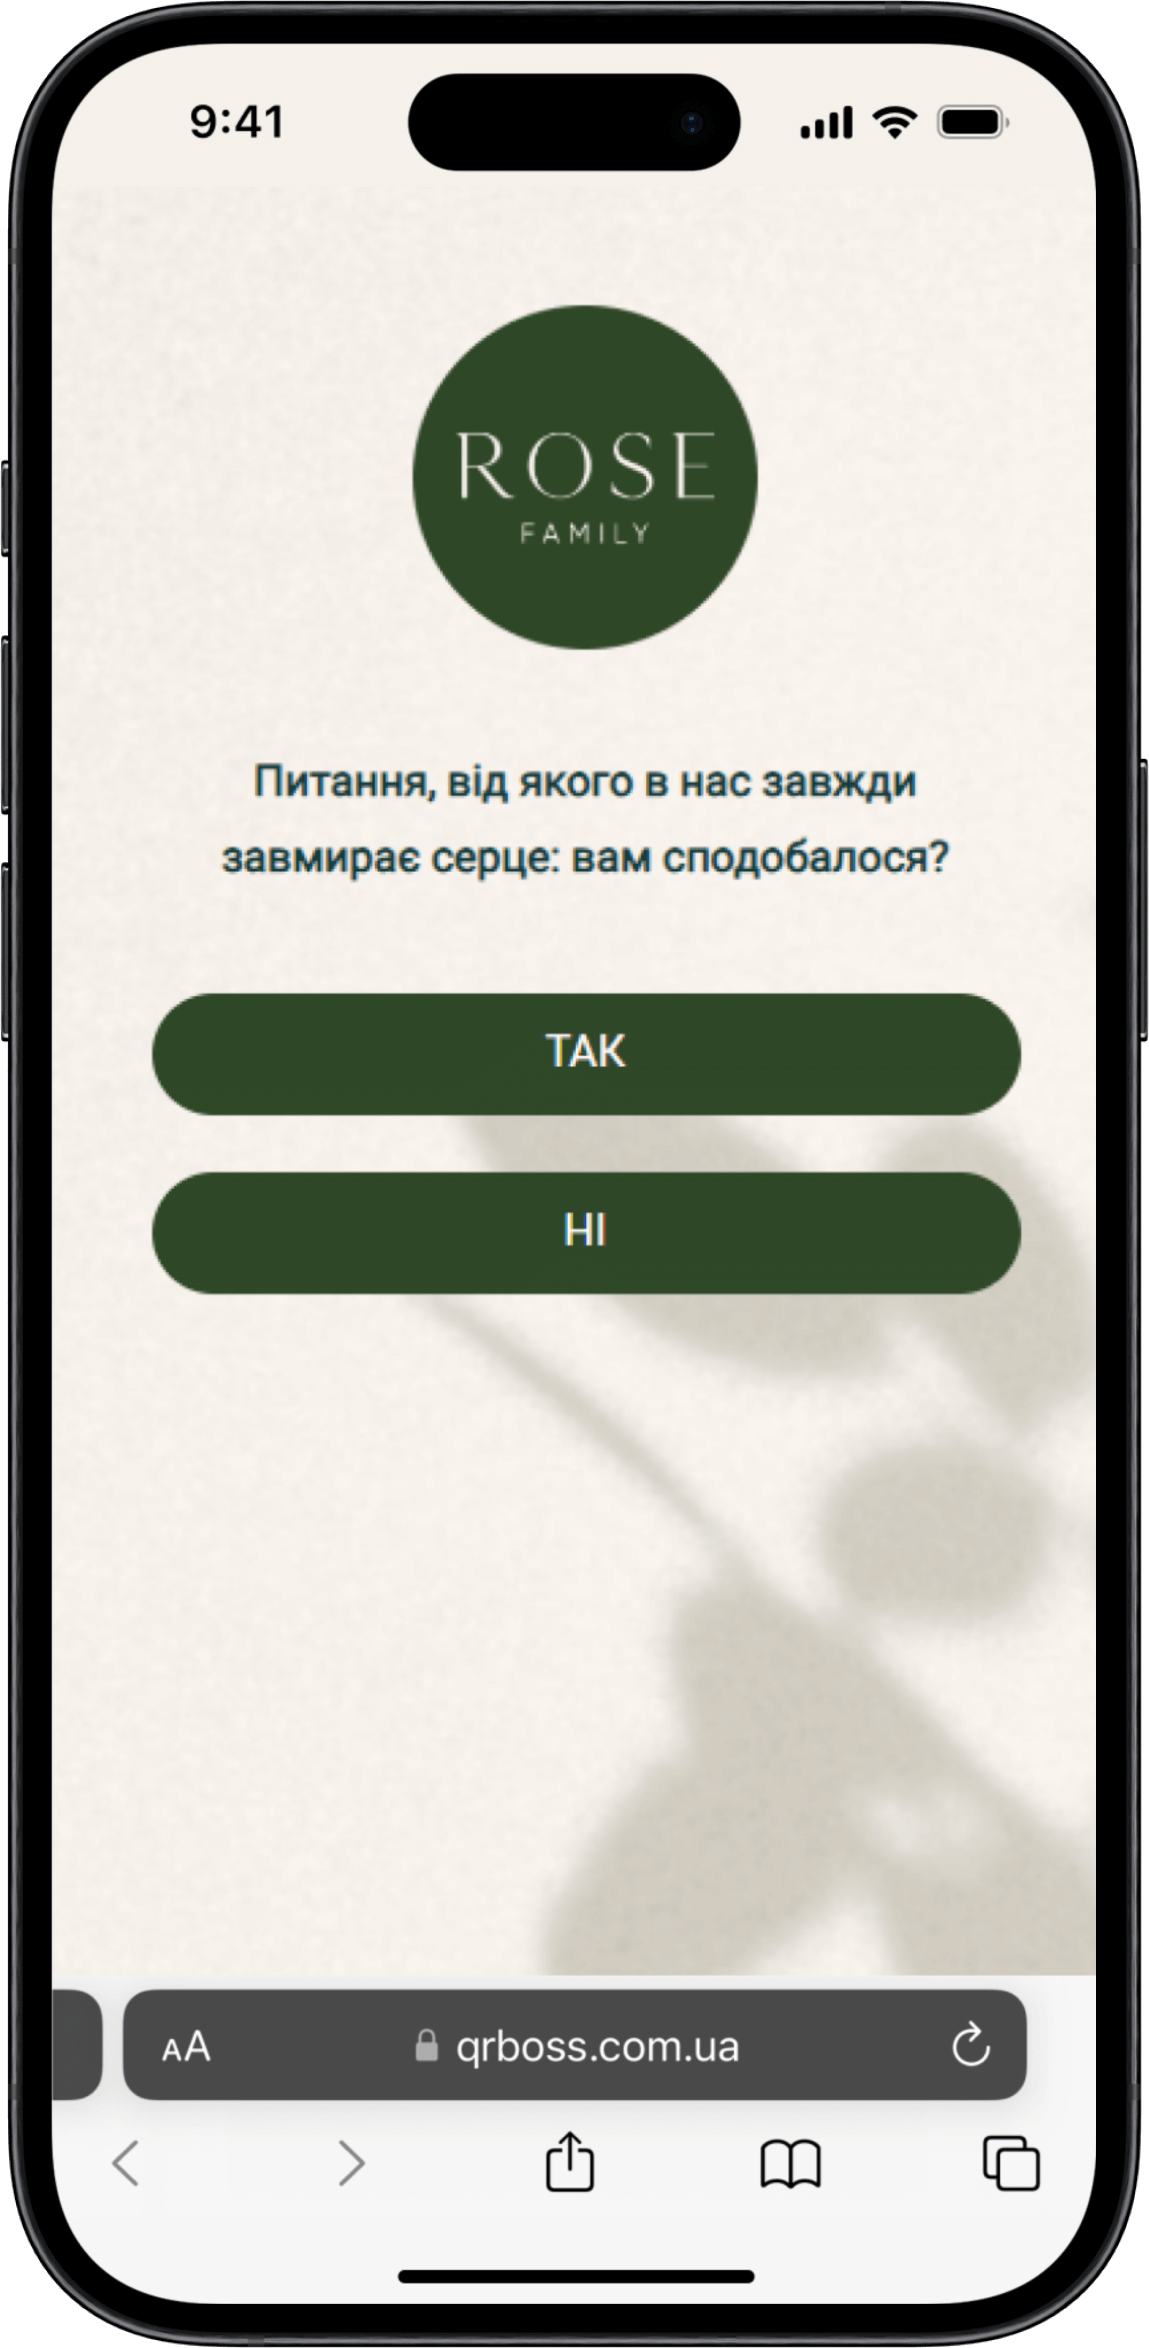 9:41
ROSE
FAMILY
Питання, від якого в нас завжди
завмирає серце: вам сподобалося?
ТАК
НІ
AA qrboss.com.ua